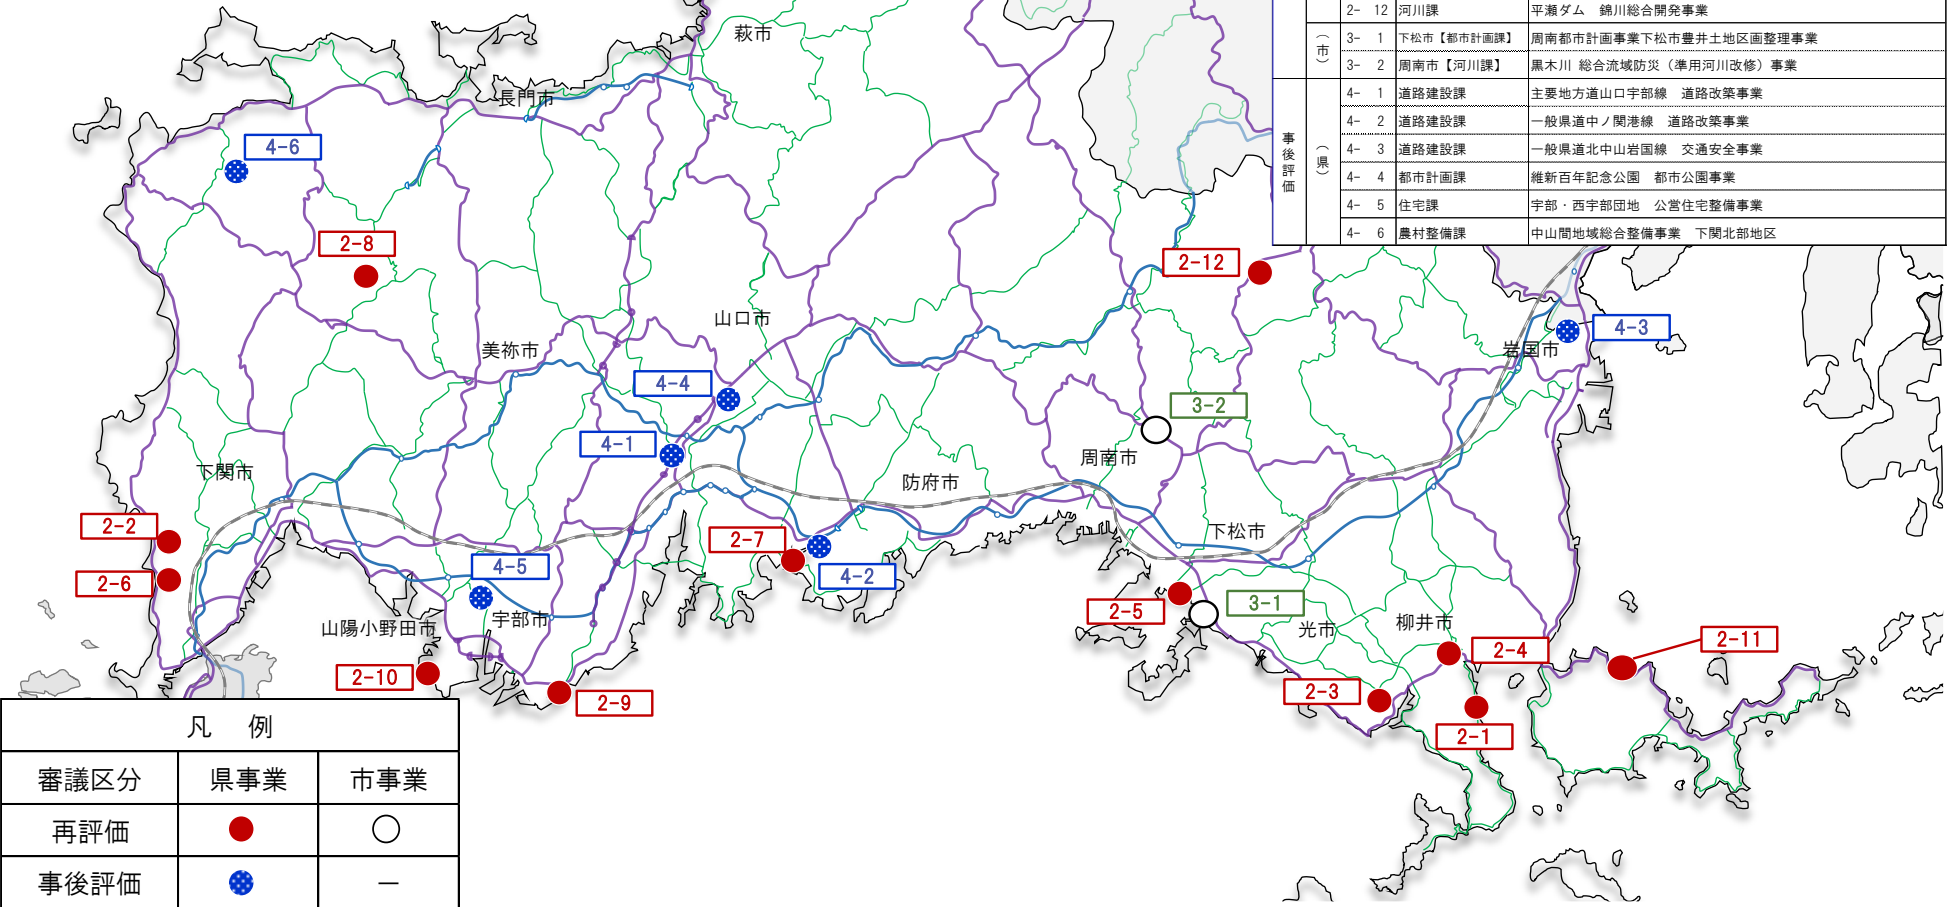 2- 12 河川課 平瀬ダム 錦川総合開発事業
（市） 3- 1 下松市【都市計画課】 周南都市計画事業下松市豊井土地区画整理事業
3- 2 周南市【河川課】 黒木川 総合流域防災（準用河川改修）事業
事後評価 （県） 4- 1 道路建設課 主要地方道山口宇部線 道路改築事業
4- 2 道路建設課 一般県道中ノ関港線 道路改築事業
4- 3 道路建設課 一般県道北中山岩国線 交通安全事業
4- 4 都市計画課 維新百年記念公園 都市公園事業
4- 5 住宅課 宇部・西宇部団地 公営住宅整備事業
4- 6 農村整備課 中山間地域総合整備事業 下関北部地区
萩市
長門市
4-6
2-8
2-12
山口市
4-3
美祢市
岩国市
4-4
3-2
4-1
周南市
下関市
防府市
2-2
下松市
2-7
4-5
4-2
2-6
3-1
2-5
宇部市
柳井市
山陽小野田市
光市
2-11
2-4
2-10
2-3
2-9
2-1
凡 例
審議区分 県事業 市事業
再評価
事後評価 －